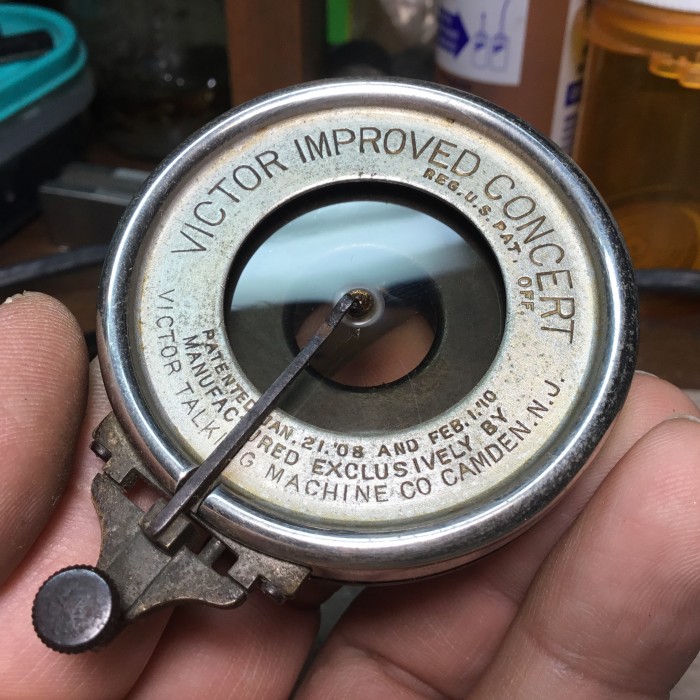 VICTOR IMPROVED CONCERT
REG. U.S. PAT. OFF.
PATENTED JAN. 21. '08 AND FEB. 1. '10
MANUFACTURED EXCLUSIVELY BY
VICTOR TALKING MACHINE CO CAMDEN. N.J.